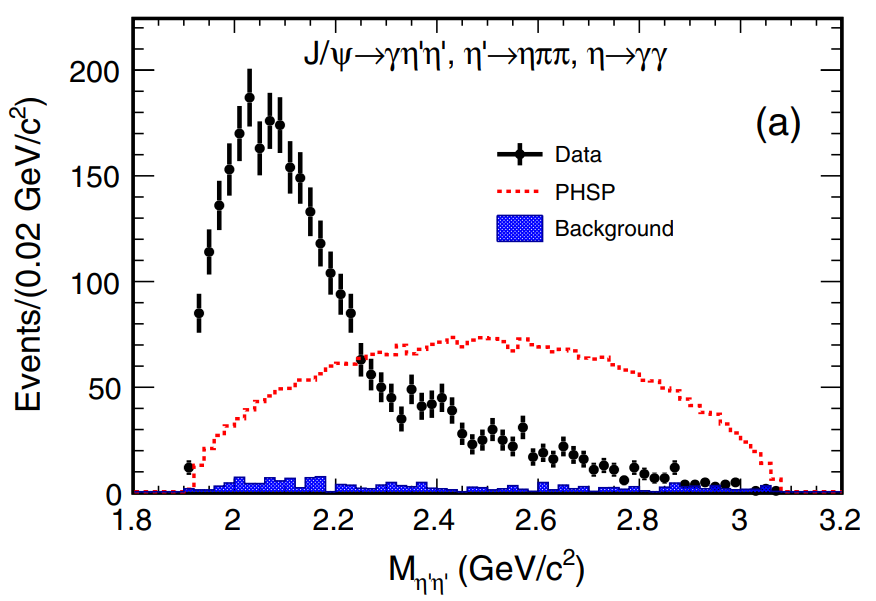 J/ψ→γη'η', η'→ηππ, η→γγ
(a)
Data
PHSP
Background
Events/(0.02 GeV/c²)
200
150
100
50
0
1.8 2 2.2 2.4 2.6 2.8 3 3.2
M_η'η' (GeV/c²)